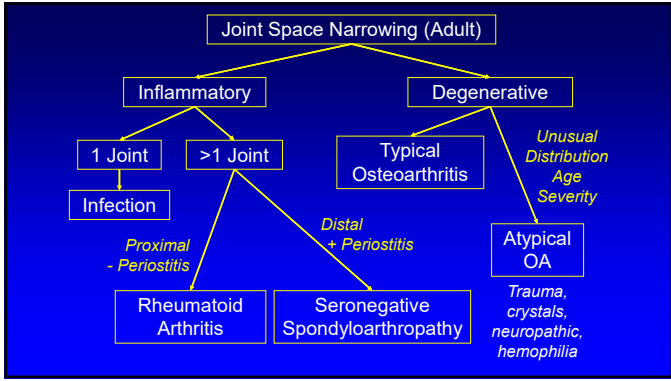 Joint Space Narrowing (Adult)
Inflammatory
Degenerative
1 Joint
>1 Joint
Typical
Osteoarthritis
Unusual
Distribution
Age
Severity
Infection
Proximal
- Periostitis
Distal
+ Periostitis
Atypical
OA
Rheumatoid
Arthritis
Seronegative
Spondyloarthropathy
Trauma,
crystals,
neuropathic,
hemophilia